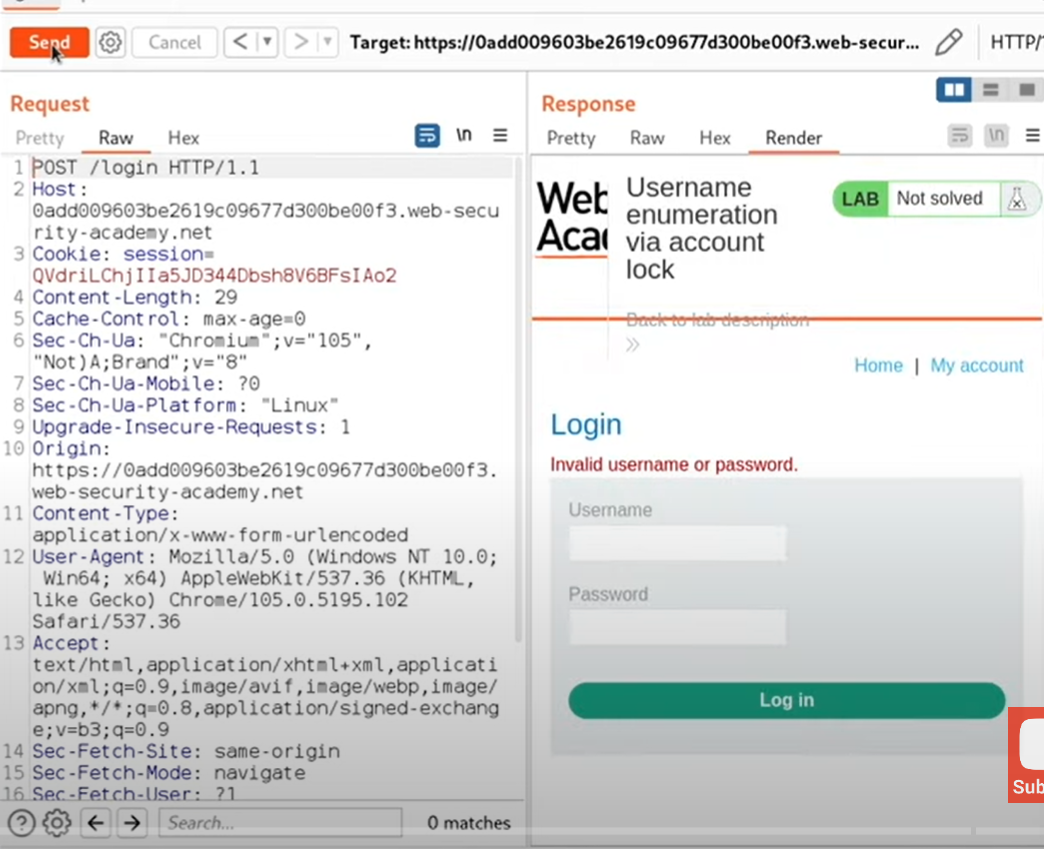 Send
Cancel
< ▼ > ▼
Target: https://0add009603be2619c09677d300be00f3.web-secur...
HTTP/
Request
Response
Pretty Raw Hex
\n
Pretty Raw Hex Render
\n
1 POST /login HTTP/1.1
2 Host:
0add009603be2619c09677d300be00f3.web-secu
rity-academy.net
3 Cookie: session=
QVdriLChjIIa5JD344Dbsh8V6BFsIAo2
4 Content-Length: 29
5 Cache-Control: max-age=0
6 Sec-Ch-Ua: "Chromium";v="105",
"Not)A;Brand";v="8"
7 Sec-Ch-Ua-Mobile: ?0
8 Sec-Ch-Ua-Platform: "Linux"
9 Upgrade-Insecure-Requests: 1
10 Origin:
https://0add009603be2619c09677d300be00f3.
web-security-academy.net
11 Content-Type:
application/x-www-form-urlencoded
12 User-Agent: Mozilla/5.0 (Windows NT 10.0;
Win64; x64) AppleWebKit/537.36 (KHTML,
like Gecko) Chrome/105.0.5195.102
Safari/537.36
13 Accept:
text/html,application/xhtml+xml,applicati
on/xml;q=0.9,image/avif,image/webp,image/
apng,*/*;q=0.8,application/signed-exchang
e;v=b3;q=0.9
14 Sec-Fetch-Site: same-origin
15 Sec-Fetch-Mode: navigate
16 Sec-Fetch-User: ?1
Search...
0 matches
Web
Aca
Username
enumeration
via account
lock
LAB Not solved
Back to lab description
»
Home | My account
Login
Invalid username or password.
Username
Password
Log in
Sub